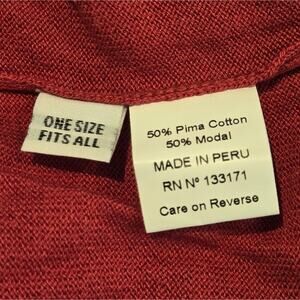 ONE SIZE
FITS ALL
50% Pima Cotton
50% Modal
MADE IN PERU
RN Nº 133171
Care on Reverse